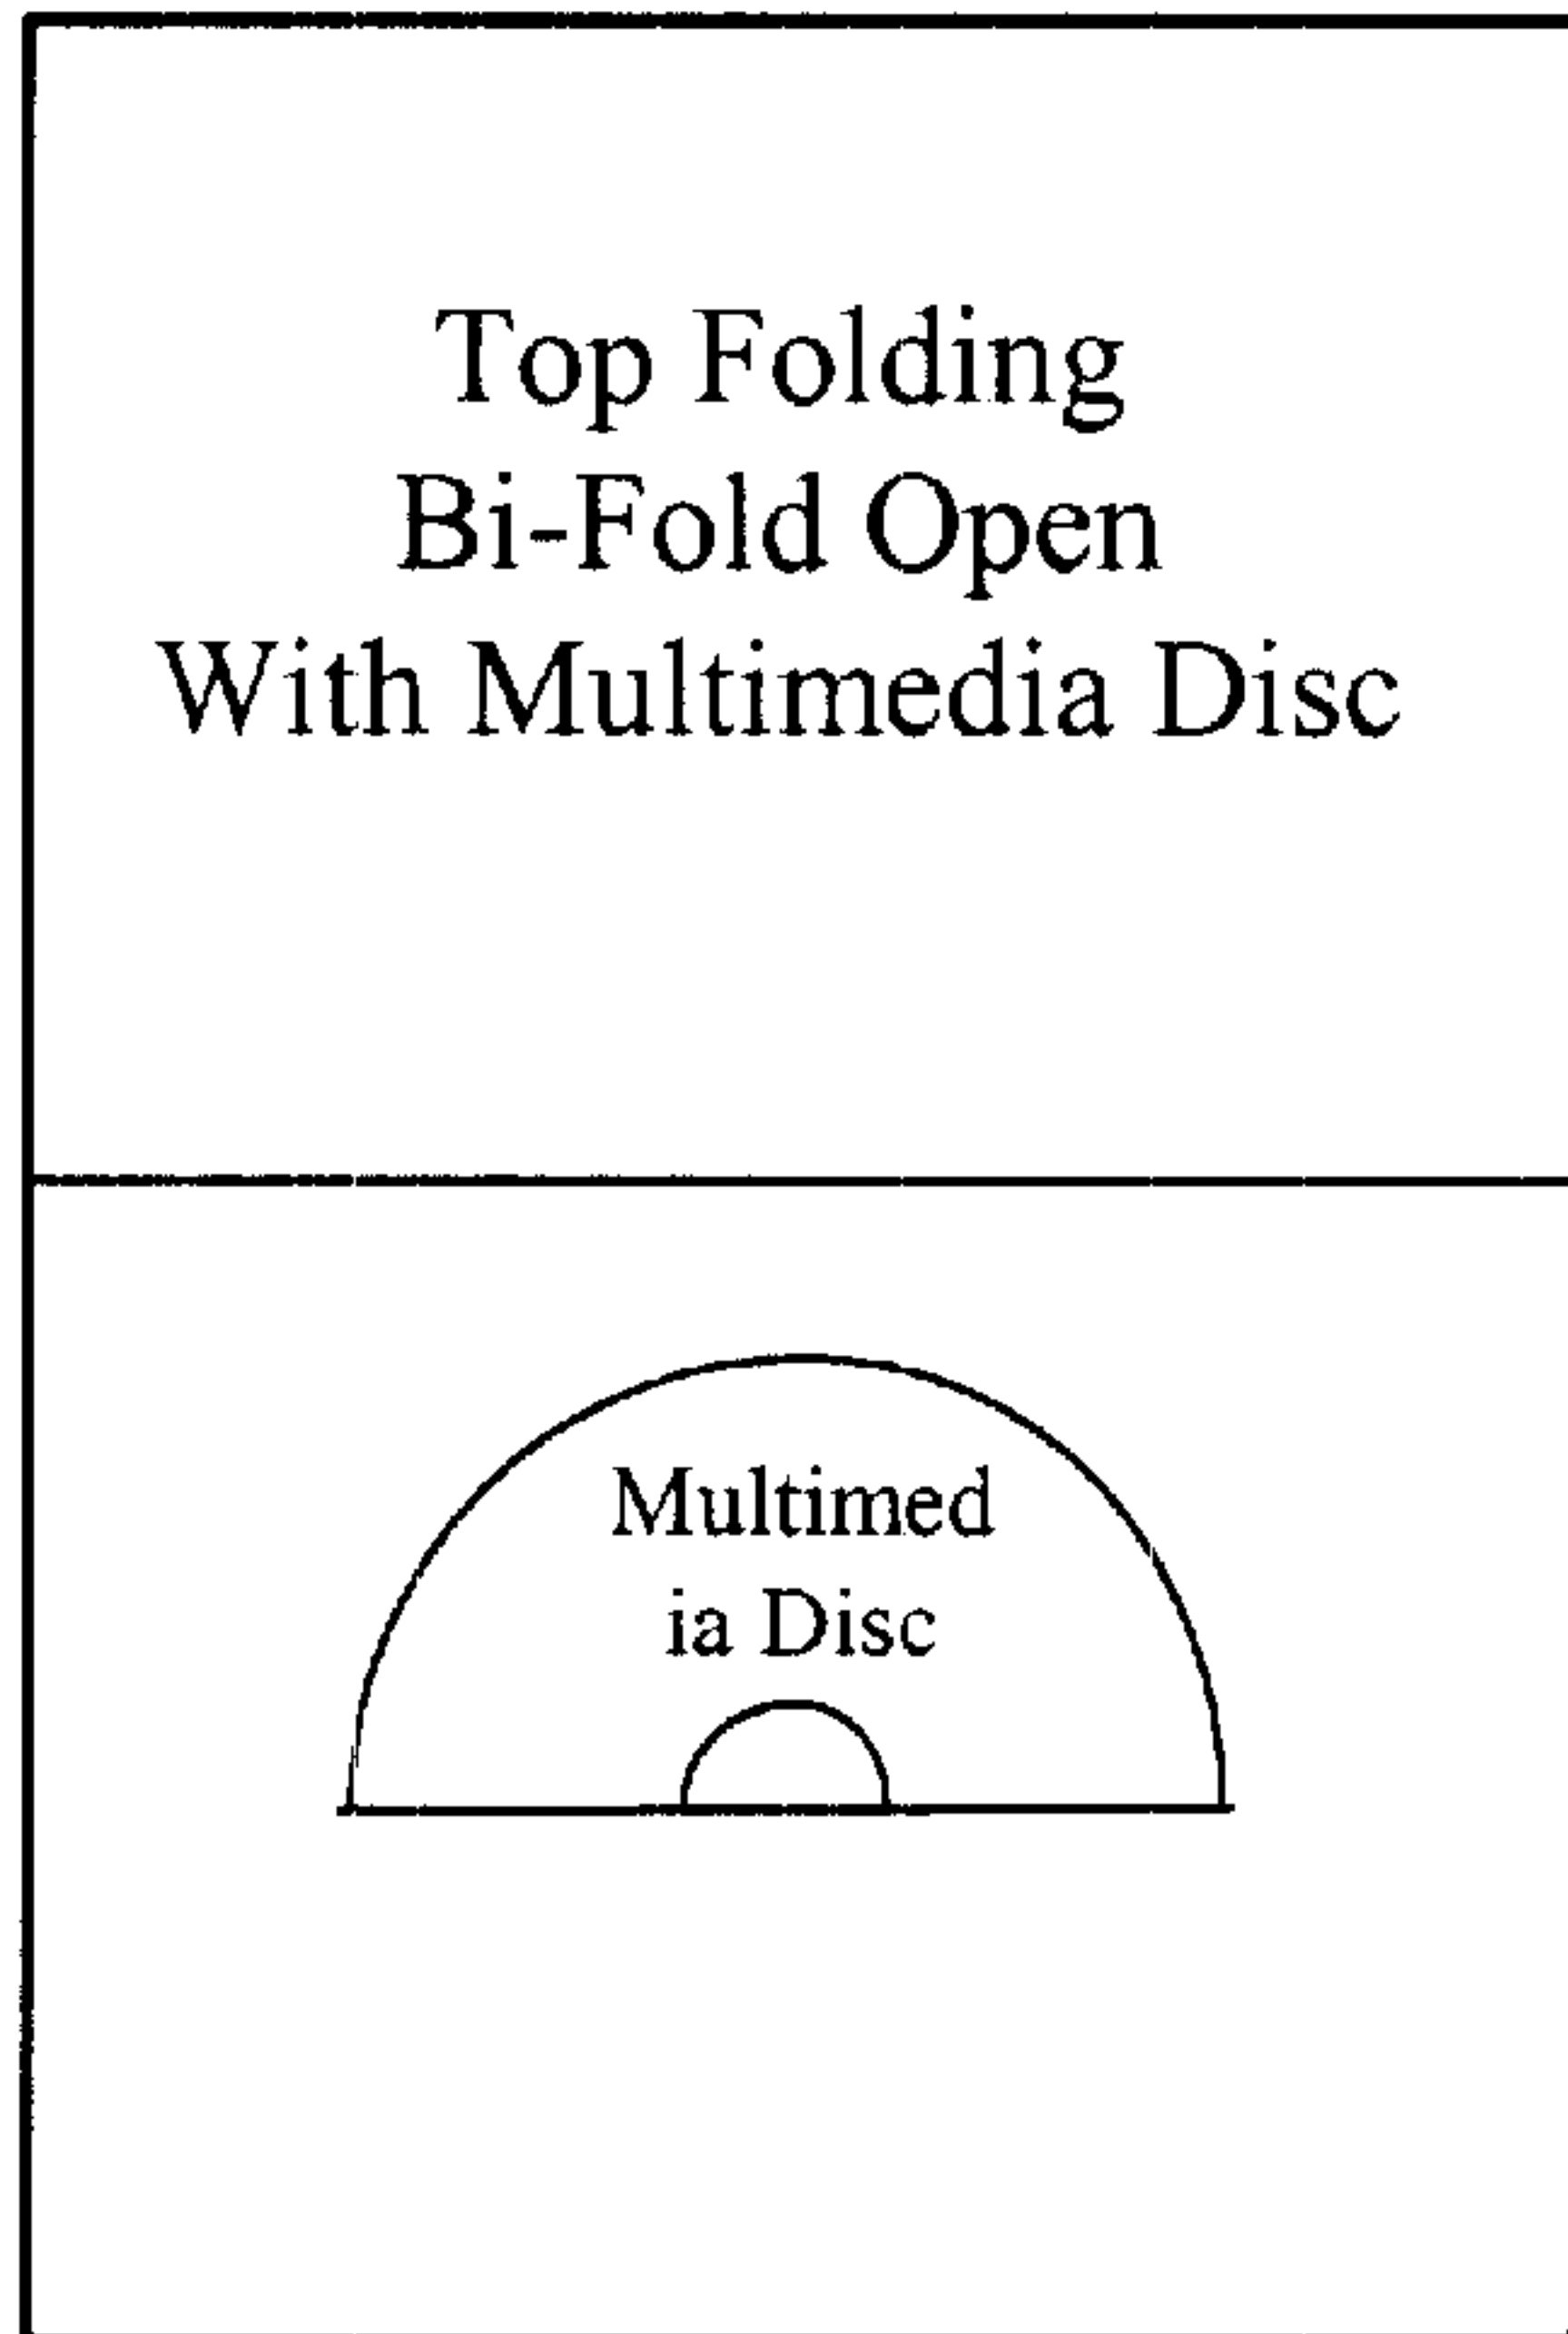 Top Folding
Bi-Fold Open
With Multimedia Disc
Multimed
ia Disc